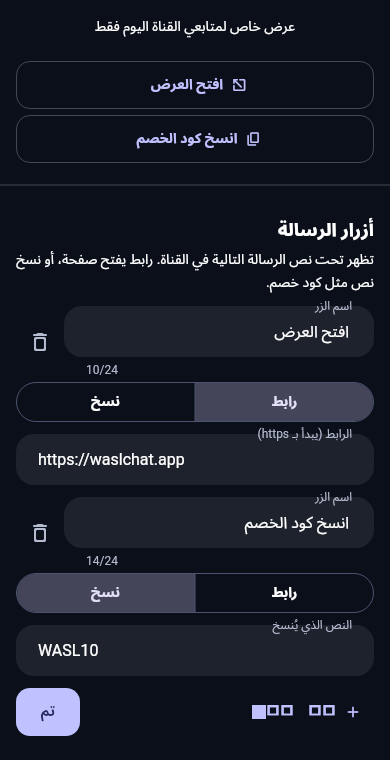 عرض خاص لمتابعي القناة اليوم فقط
افتح العرض
انسخ كود الخصم
أزرار الرسالة
تظهر تحت نص الرسالة التالية في القناة. رابط يفتح صفحة، أو نسخ
نص مثل كود خصم.
اسم الزر
افتح العرض
10/24
رابط نسخ
الرابط (يبدأ بـ https)
https://waslchat.app
اسم الزر
انسخ كود الخصم
14/24
رابط نسخ
النص الذي يُنسخ
WASL10
+ تم